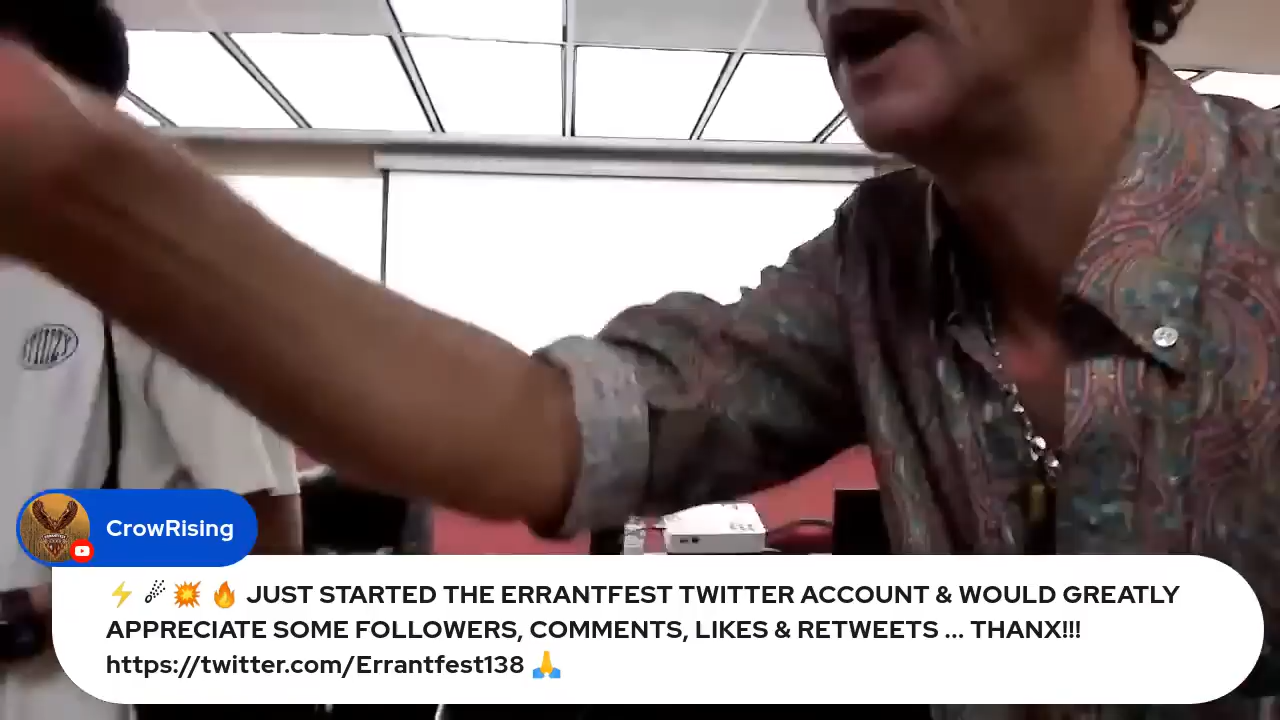 CrowRising
⚡ ☄ 💥 🔥 JUST STARTED THE ERRANTFEST TWITTER ACCOUNT & WOULD GREATLY
APPRECIATE SOME FOLLOWERS, COMMENTS, LIKES & RETWEETS ... THANX!!!
https://twitter.com/Errantfest138 🙏